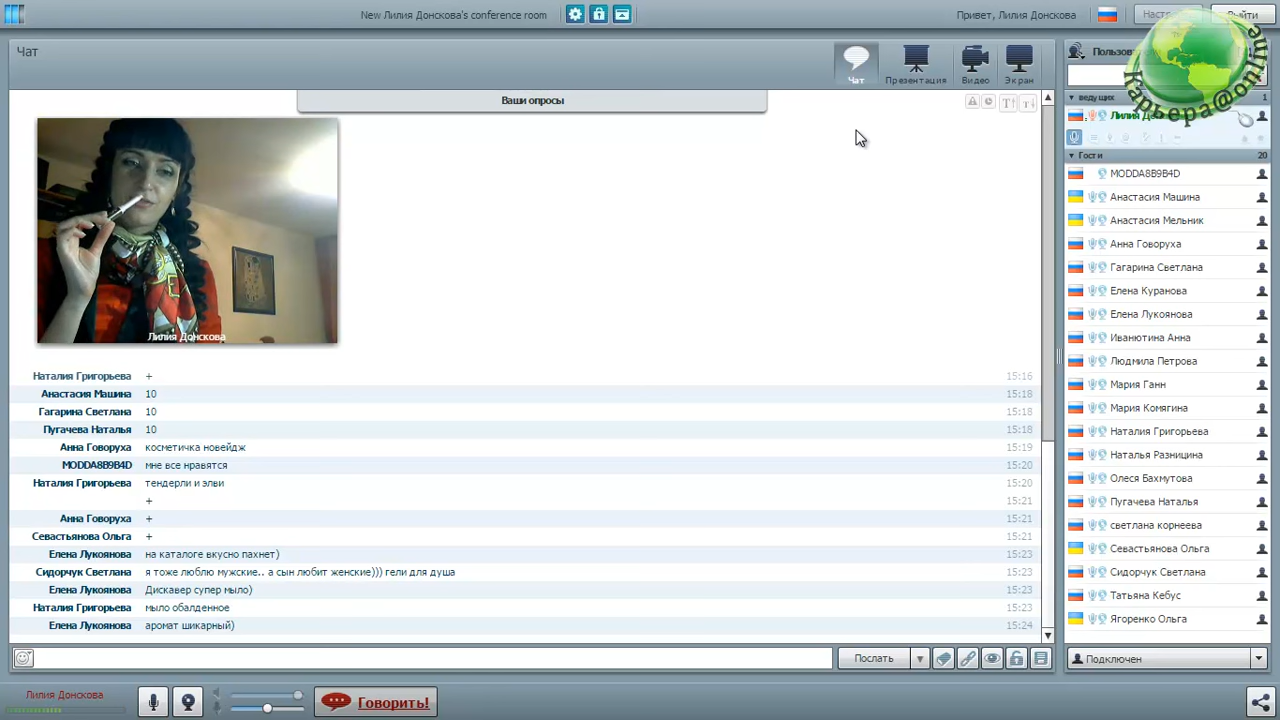 New Лилия Донскова's conference room
Привет, Лилия Донскова
Выйти
Чат
Чат
Презентация
Видео
Экран
Ваши опросы
Лилия Донскова
Наталия Григорьева + 15:16
Анастасия Машина 10 15:18
Гагарина Светлана 10 15:18
Пугачева Наталья 10 15:18
Анна Говоруха косметичка новейдж 15:19
MODDA8B9B4D мне все нравятся 15:20
Наталия Григорьева тендерли и элви 15:20
+ 15:21
Анна Говоруха + 15:21
Севастьянова Ольга + 15:21
Елена Лукоянова на каталоге вкусно пахнет) 15:23
Сидорчук Светлана я тоже люблю мужские.. а сын любит женские))) гели для душа 15:23
Елена Лукоянова Дискавер супер мыло) 15:23
Наталия Григорьева мыло обалденное 15:23
Елена Лукоянова аромат шикарный) 15:24
Послать
Лилия Донскова
Говорить!
Карьера@online
ведущих 1
Гости 20
MODDA8B9B4D
Анастасия Машина
Анастасия Мельник
Анна Говоруха
Гагарина Светлана
Елена Куранова
Елена Лукоянова
Иванютина Анна
Людмила Петрова
Мария Ганн
Мария Комягина
Наталия Григорьева
Наталья Разницина
Олеся Бахмутова
Пугачева Наталья
светлана корнеева
Севастьянова Ольга
Сидорчук Светлана
Татьяна Кебус
Ягоренко Ольга
Подключен